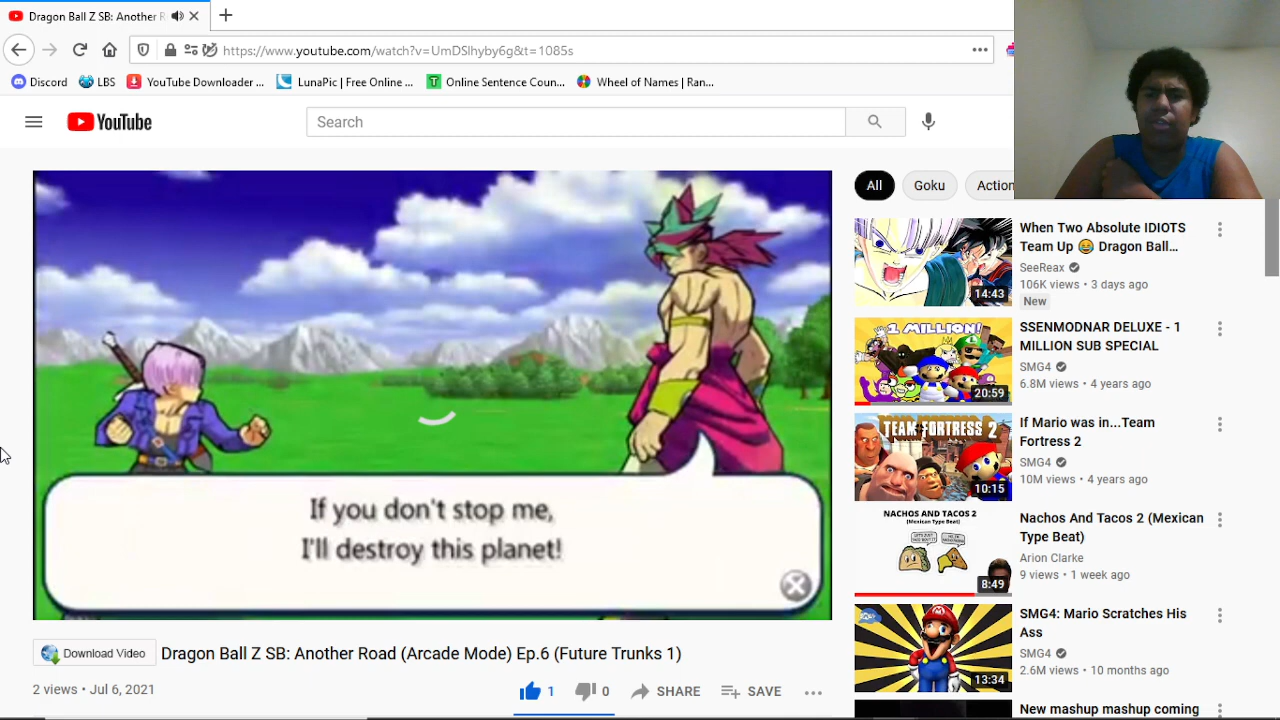 Dragon Ball Z SB: Another R
https://www.youtube.com/watch?v=UmDSlhyby6g&t=1085s
Discord LBS YouTube Downloader ... LunaPic | Free Online ... Online Sentence Coun... Wheel of Names | Ran...
YouTube
Search
All Goku Action
If you don't stop me,
I'll destroy this planet!
Download Video
Dragon Ball Z SB: Another Road (Arcade Mode) Ep.6 (Future Trunks 1)
2 views • Jul 6, 2021
1 0 SHARE SAVE
14:43
When Two Absolute IDIOTS
Team Up 😂 Dragon Ball...
SeeReax
106K views • 3 days ago
New
1 MILLION!
20:59
SSENMODNAR DELUXE - 1
MILLION SUB SPECIAL
SMG4
6.8M views • 4 years ago
TEAM FORTRESS 2
10:15
If Mario was in...Team
Fortress 2
SMG4
10M views • 4 years ago
NACHOS AND TACOS 2
(Mexican Type Beat)
8:49
Nachos And Tacos 2 (Mexican
Type Beat)
Arion Clarke
9 views • 1 week ago
13:34
SMG4: Mario Scratches His
Ass
SMG4
2.6M views • 10 months ago
New mashup mashup coming